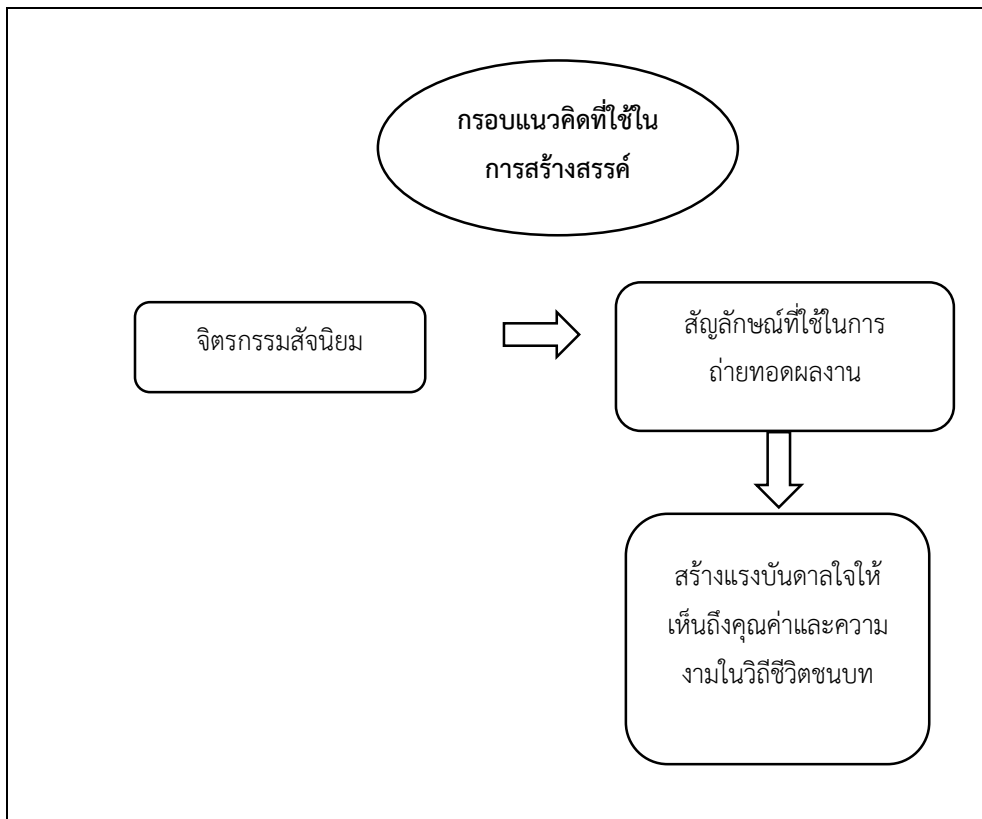 กรอบแนวคิดที่ใช้ใน
การสร้างสรรค์
จิตรกรรมสัจนิยม
สัญลักษณ์ที่ใช้ในการ
ถ่ายทอดผลงาน
สร้างแรงบันดาลใจให้
เห็นถึงคุณค่าและความ
งามในวิถีชีวิตชนบท